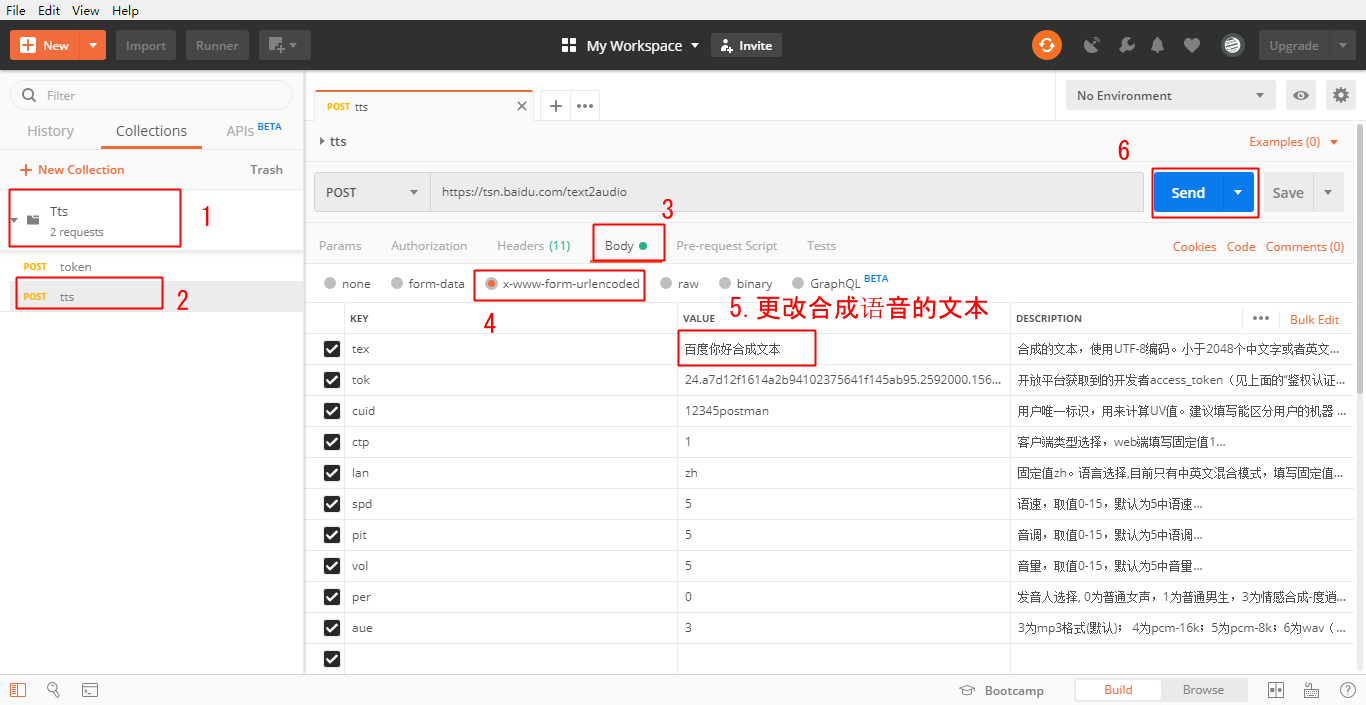 File Edit View Help
New Import Runner My Workspace Invite Upgrade
Filter
History Collections APIs BETA
New Collection Trash
Tts
2 requests
1
POST token
POST tts
2
POST tts
No Environment
tts
Examples (0)
6
POST https://tsn.baidu.com/text2audio Send Save
3
Params Authorization Headers (11) Body Pre-request Script Tests Cookies Code Comments (0)
none form-data x-www-form-urlencoded raw binary GraphQL BETA
4
5. 更改合成语音的文本
KEY VALUE DESCRIPTION Bulk Edit
tex 百度你好合成文本 合成的文本，使用UTF-8编码。小于2048个中文字或者英文...
tok 24.a7d12f1614a2b94102375641f145ab95.2592000.156... 开放平台获取到的开发者access_token（见上面的“鉴权认证...
cuid 12345postman 用户唯一标识，用来计算UV值。建议填写能区分用户的机器 ...
ctp 1 客户端类型选择，web端填写固定值1...
lan zh 固定值zh。语言选择,目前只有中英文混合模式，填写固定值...
spd 5 语速，取值0-15，默认为5中语速...
pit 5 音调，取值0-15，默认为5中语调...
vol 5 音量，取值0-15，默认为5中音量...
per 0 发音人选择, 0为普通女声，1为普通男生，3为情感合成-度逍...
aue 3 3为mp3格式(默认)； 4为pcm-16k；5为pcm-8k；6为wav（...
Bootcamp Build Browse